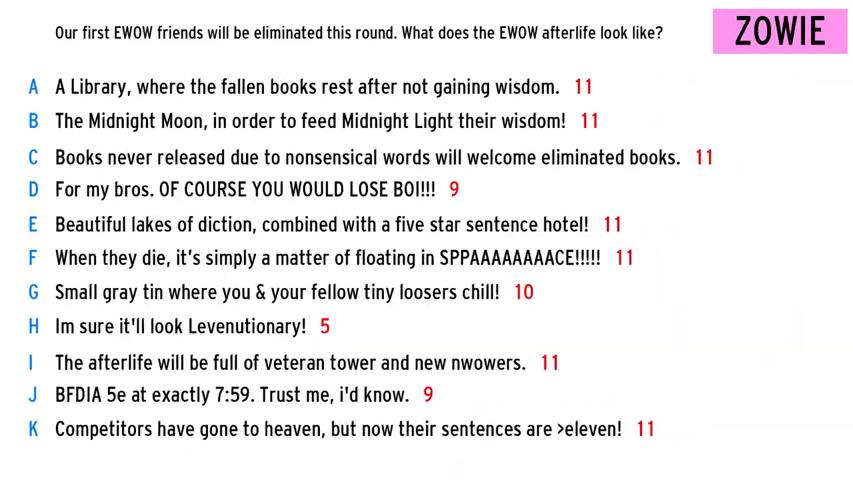 Our first EWOW friends will be eliminated this round. What does the EWOW afterlife look like?
ZOWIE
A A Library, where the fallen books rest after not gaining wisdom. 11
B The Midnight Moon, in order to feed Midnight Light their wisdom! 11
C Books never released due to nonsensical words will welcome eliminated books. 11
D For my bros. OF COURSE YOU WOULD LOSE BOI!!! 9
E Beautiful lakes of diction, combined with a five star sentence hotel! 11
F When they die, it's simply a matter of floating in SPPAAAAAAAACE!!!!! 11
G Small gray tin where you & your fellow tiny loosers chill! 10
H Im sure it'll look Levenutionary! 5
I The afterlife will be full of veteran tower and new nwowers. 11
J BFDIA 5e at exactly 7:59. Trust me, i'd know. 9
K Competitors have gone to heaven, but now their sentences are >eleven! 11